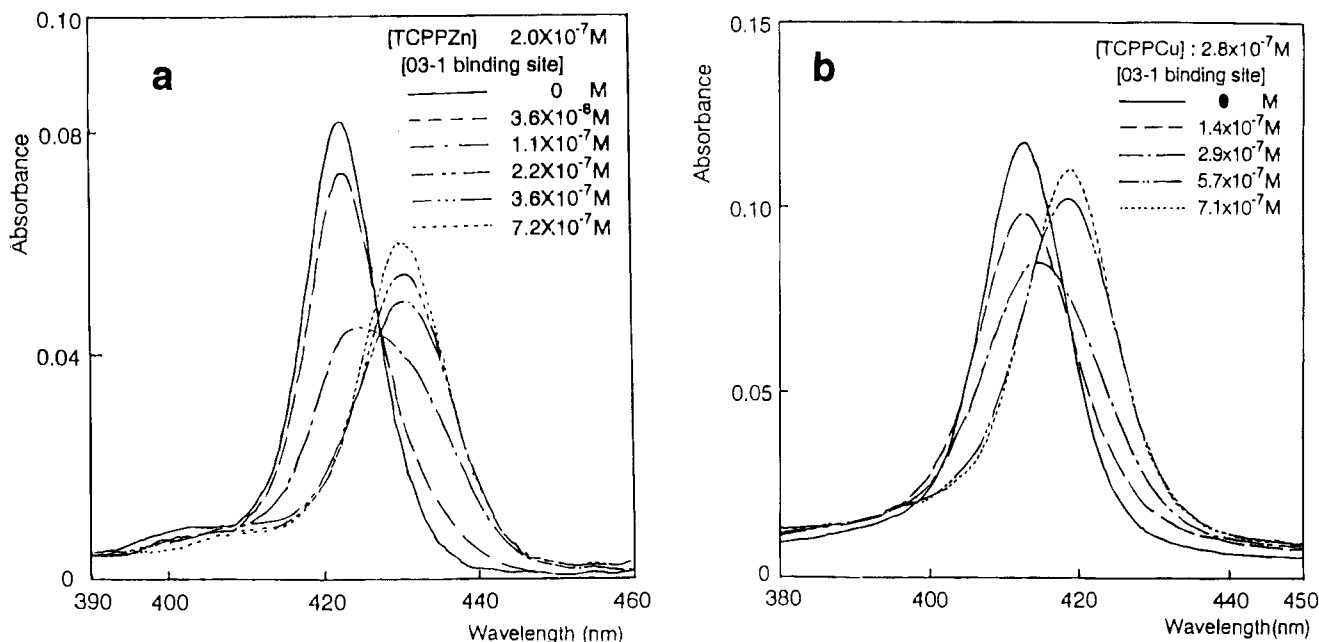 a
[TCPPZn] 2.0X10⁻⁷M
[03-1 binding site]
0 M
3.6X10⁻⁸M
1.1X10⁻⁷M
2.2X10⁻⁷M
3.6X10⁻⁷M
7.2X10⁻⁷M
Absorbance
0.10
0.08
0.04
0
390 400 420 440 460
Wavelength (nm)
b
[TCPPCu] : 2.8x10⁻⁷M
[03-1 binding site]
M
1.4x10⁻⁷M
2.9x10⁻⁷M
5.7x10⁻⁷M
7.1x10⁻⁷M
Absorbance
0.15
0.10
0.05
0
380 400 420 440 450
Wavelength(nm)